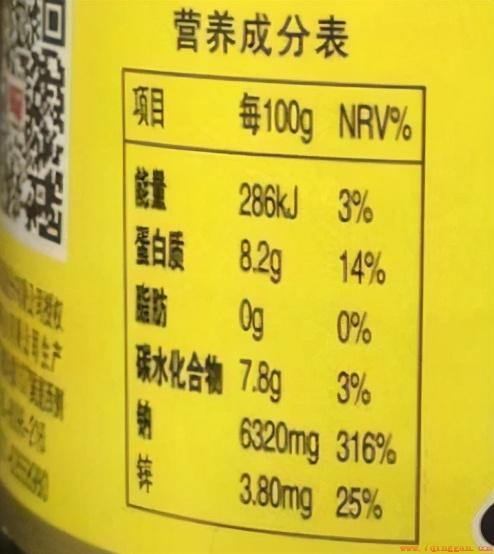 营养成分表
项目 每100g NRV%
能量 286kJ 3%
蛋白质 8.2g 14%
脂肪 0g 0%
碳水化合物 7.8g 3%
钠 6320mg 316%
锌 3.80mg 25%